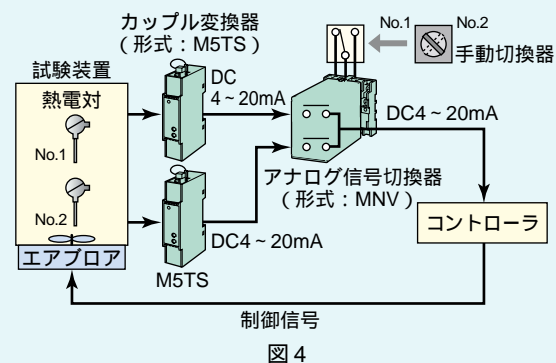 カップル変換器
（形式：M5TS）
No.1
No.2
手動切換器
試験装置
熱電対
DC
4～20mA
DC4～20mA
No.1
アナログ信号切換器
（形式：MNV）
No.2
コントローラ
DC4～20mA
エアブロア
M5TS
制御信号
図4